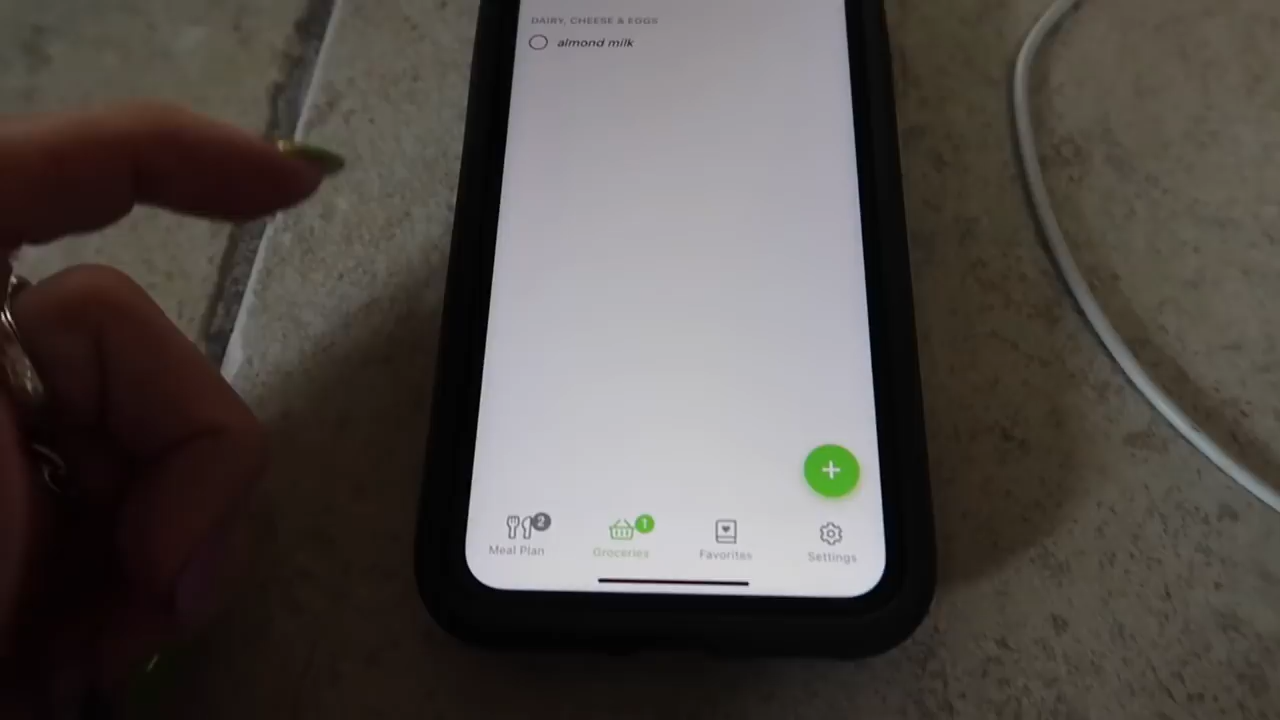 DAIRY, CHEESE & EGGS
almond milk
2
1
Meal Plan
Groceries
Favorites
Settings